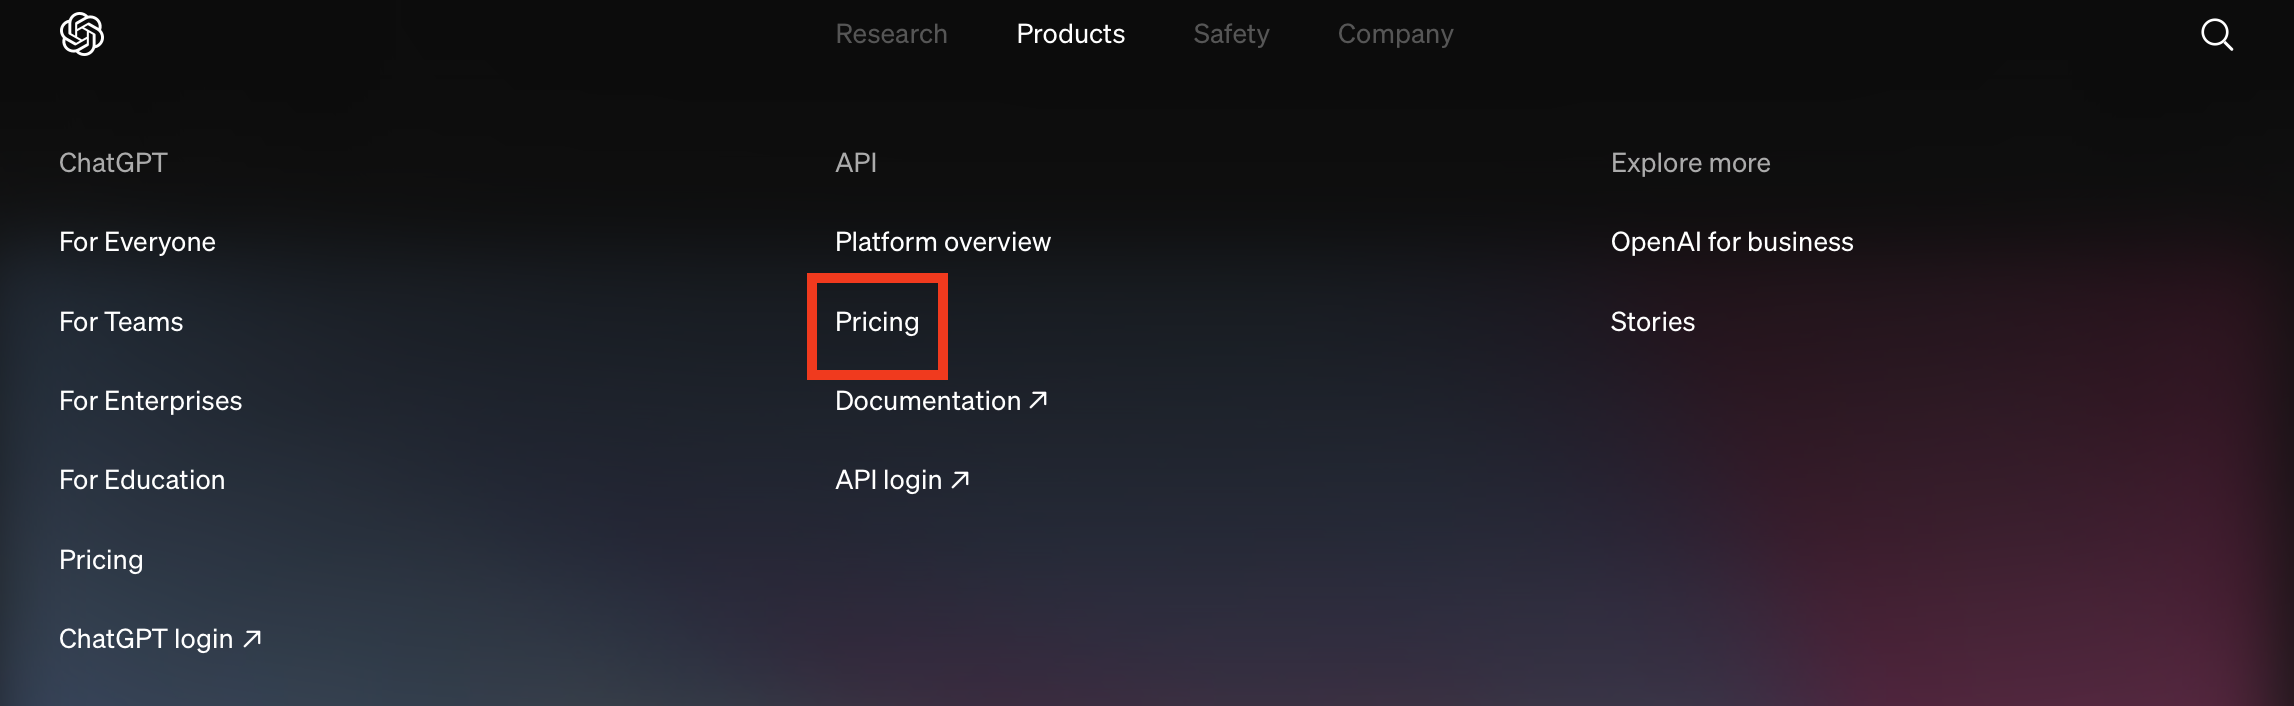 Research
Products
Safety
Company
ChatGPT
For Everyone
For Teams
For Enterprises
For Education
Pricing
ChatGPT login ↗
API
Platform overview
Pricing
Documentation ↗
API login ↗
Explore more
OpenAI for business
Stories